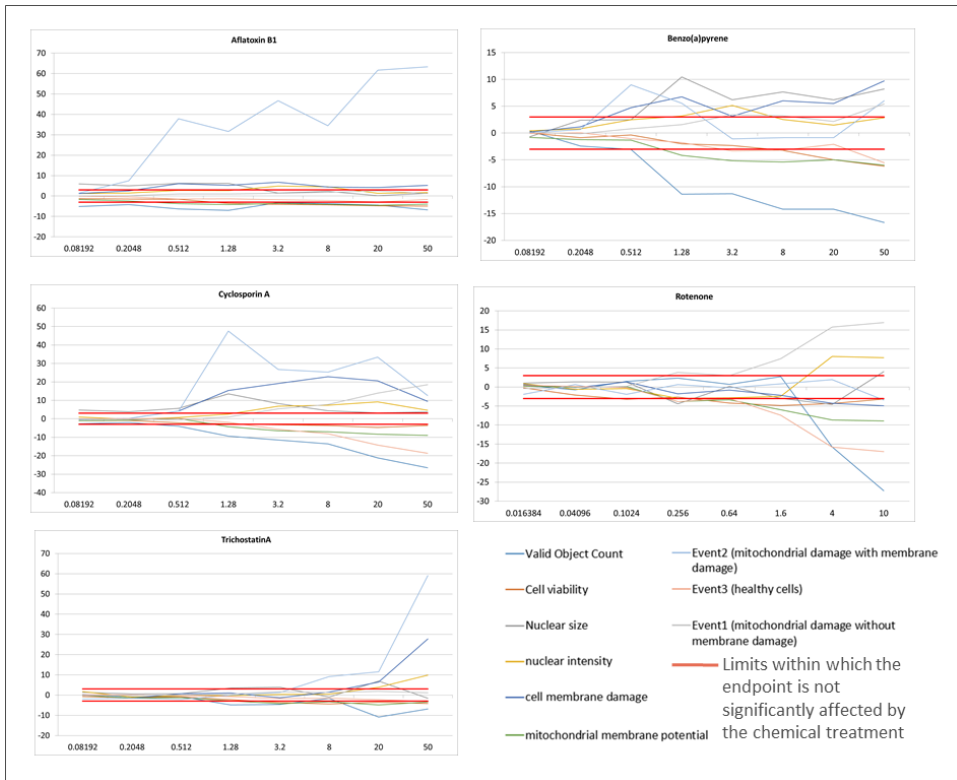 Aflatoxin B1
70
60
50
40
30
20
10
0
-10
-20
0.08192 0.2048 0.512 1.28 3.2 8 20 50
Benzo(a)pyrene
15
10
5
0
-5
-10
-15
-20
0.08192 0.2048 0.512 1.28 3.2 8 20 50
Cyclosporin A
60
50
40
30
20
10
0
-10
-20
-30
-40
0.08192 0.2048 0.512 1.28 3.2 8 20 50
Rotenone
20
15
10
5
0
-5
-10
-15
-20
-25
-30
0.016384 0.04096 0.1024 0.256 0.64 1.6 4 10
TrichostatinA
70
60
50
40
30
20
10
0
-10
-20
0.08192 0.2048 0.512 1.28 3.2 8 20 50
Valid Object Count
Cell viability
Nuclear size
nuclear intensity
cell membrane damage
mitochondrial membrane potential
Event2 (mitochondrial damage with membrane
damage)
Event3 (healthy cells)
Event1 (mitochondrial damage without
membrane damage)
Limits within which the
endpoint is not
significantly affected by
the chemical treatment